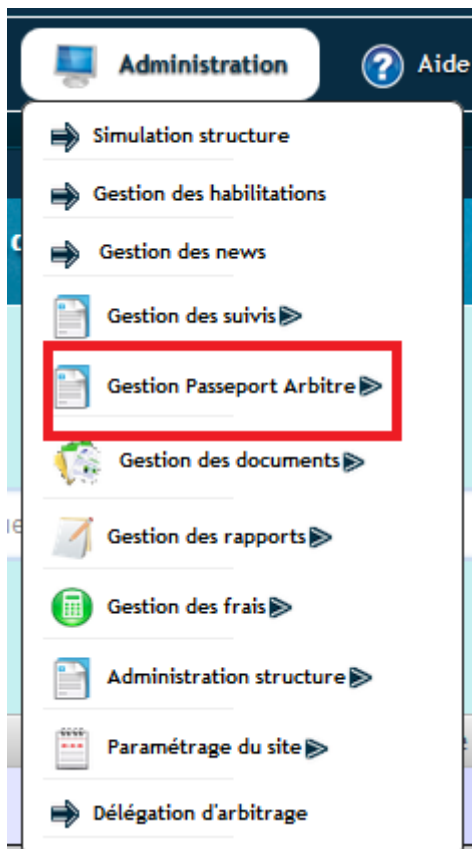 Administration
Aide
Simulation structure
Gestion des habilitations
Gestion des news
Gestion des suivis
Gestion Passeport Arbitre
Gestion des documents
Gestion des rapports
Gestion des frais
Administration structure
Paramétrage du site
Délégation d'arbitrage